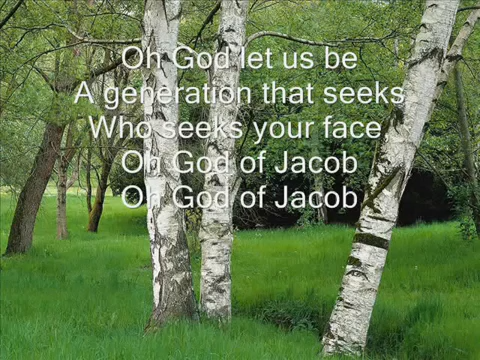 Oh God let us be
A generation that seeks
Who seeks your face
Oh God of Jacob
Oh God of Jacob